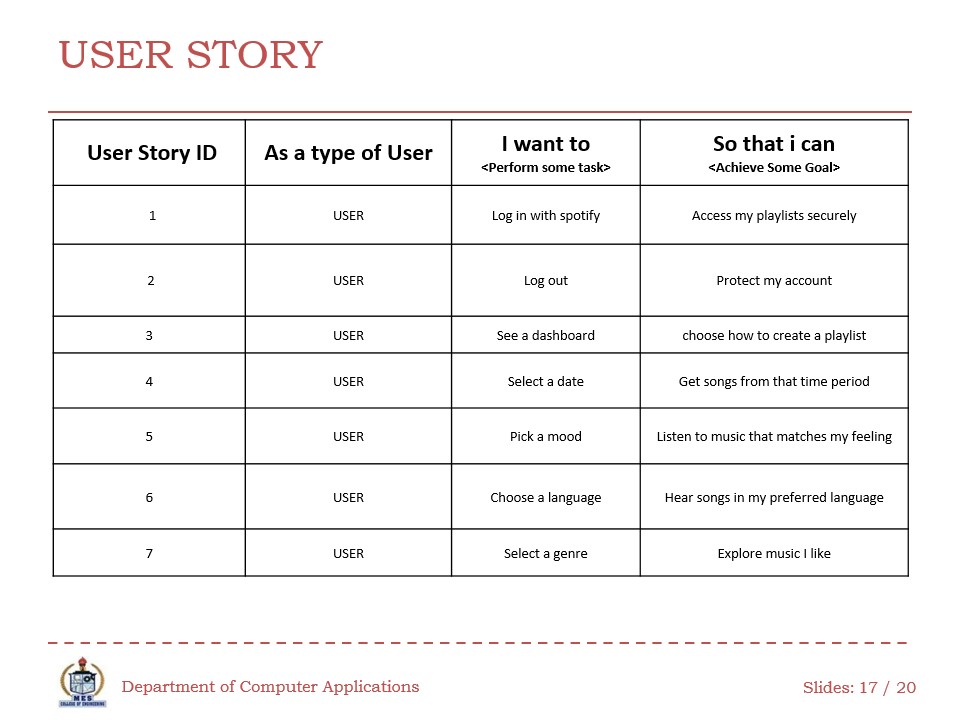 USER STORY
User Story ID As a type of User I want to <Perform some task> So that i can <Achieve Some Goal>
1 USER Log in with spotify Access my playlists securely
2 USER Log out Protect my account
3 USER See a dashboard choose how to create a playlist
4 USER Select a date Get songs from that time period
5 USER Pick a mood Listen to music that matches my feeling
6 USER Choose a language Hear songs in my preferred language
7 USER Select a genre Explore music I like
MES
COLLEGE OF ENGINEERING
Department of Computer Applications
Slides: 17 / 20